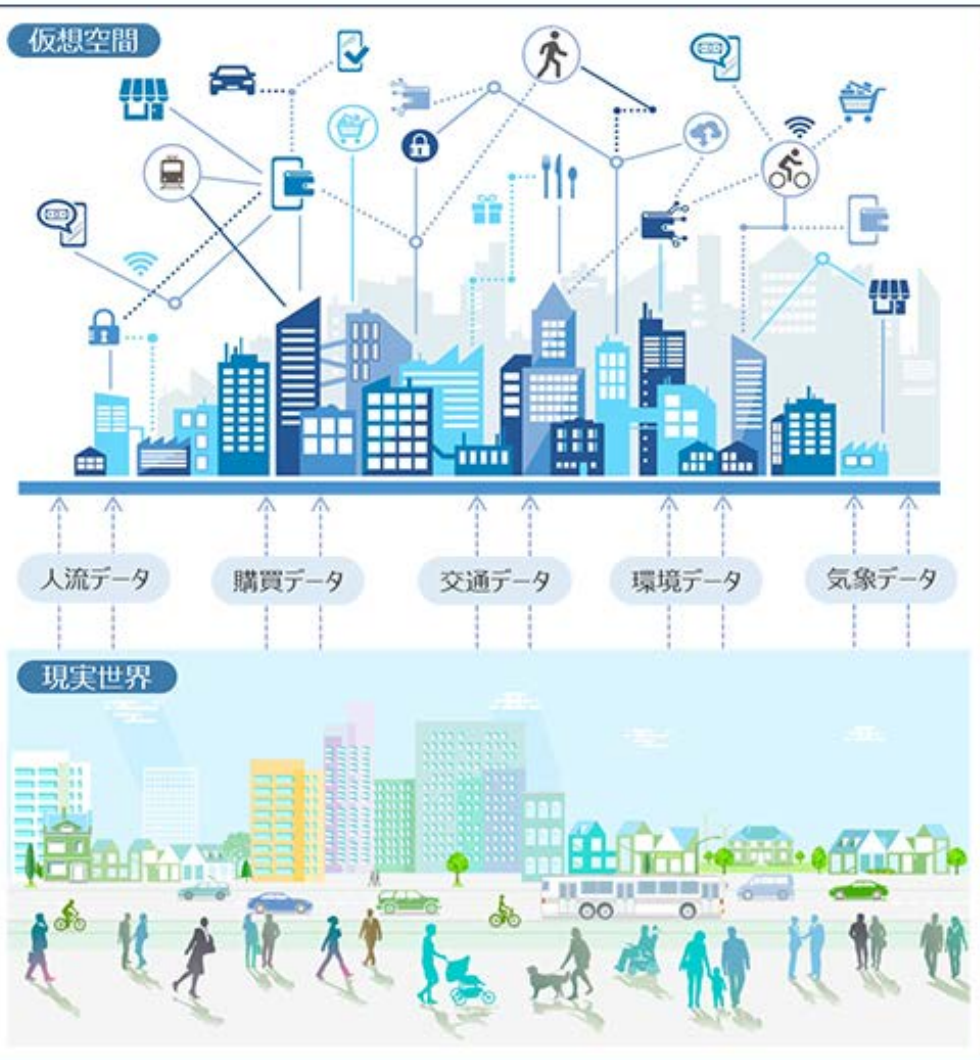 仮想空間
人流データ
購買データ
交通データ
環境データ
気象データ
現実世界